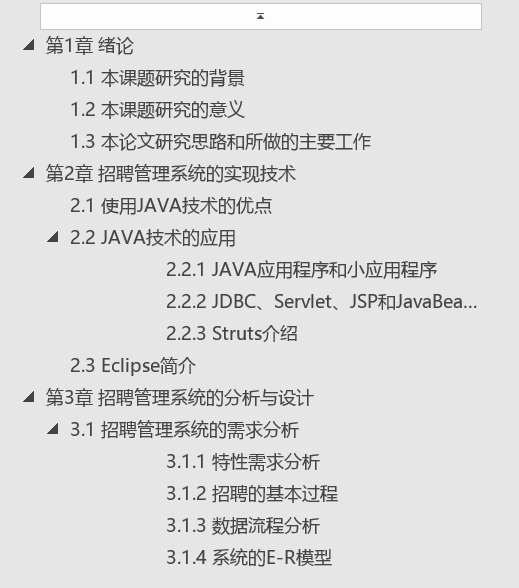 第1章 绪论
1.1 本课题研究的背景
1.2 本课题研究的意义
1.3 本论文研究思路和所做的主要工作
第2章 招聘管理系统的实现技术
2.1 使用JAVA技术的优点
2.2 JAVA技术的应用
2.2.1 JAVA应用程序和小应用程序
2.2.2 JDBC、Servlet、JSP和JavaBea...
2.2.3 Struts介绍
2.3 Eclipse简介
第3章 招聘管理系统的分析与设计
3.1 招聘管理系统的需求分析
3.1.1 特性需求分析
3.1.2 招聘的基本过程
3.1.3 数据流程分析
3.1.4 系统的E-R模型